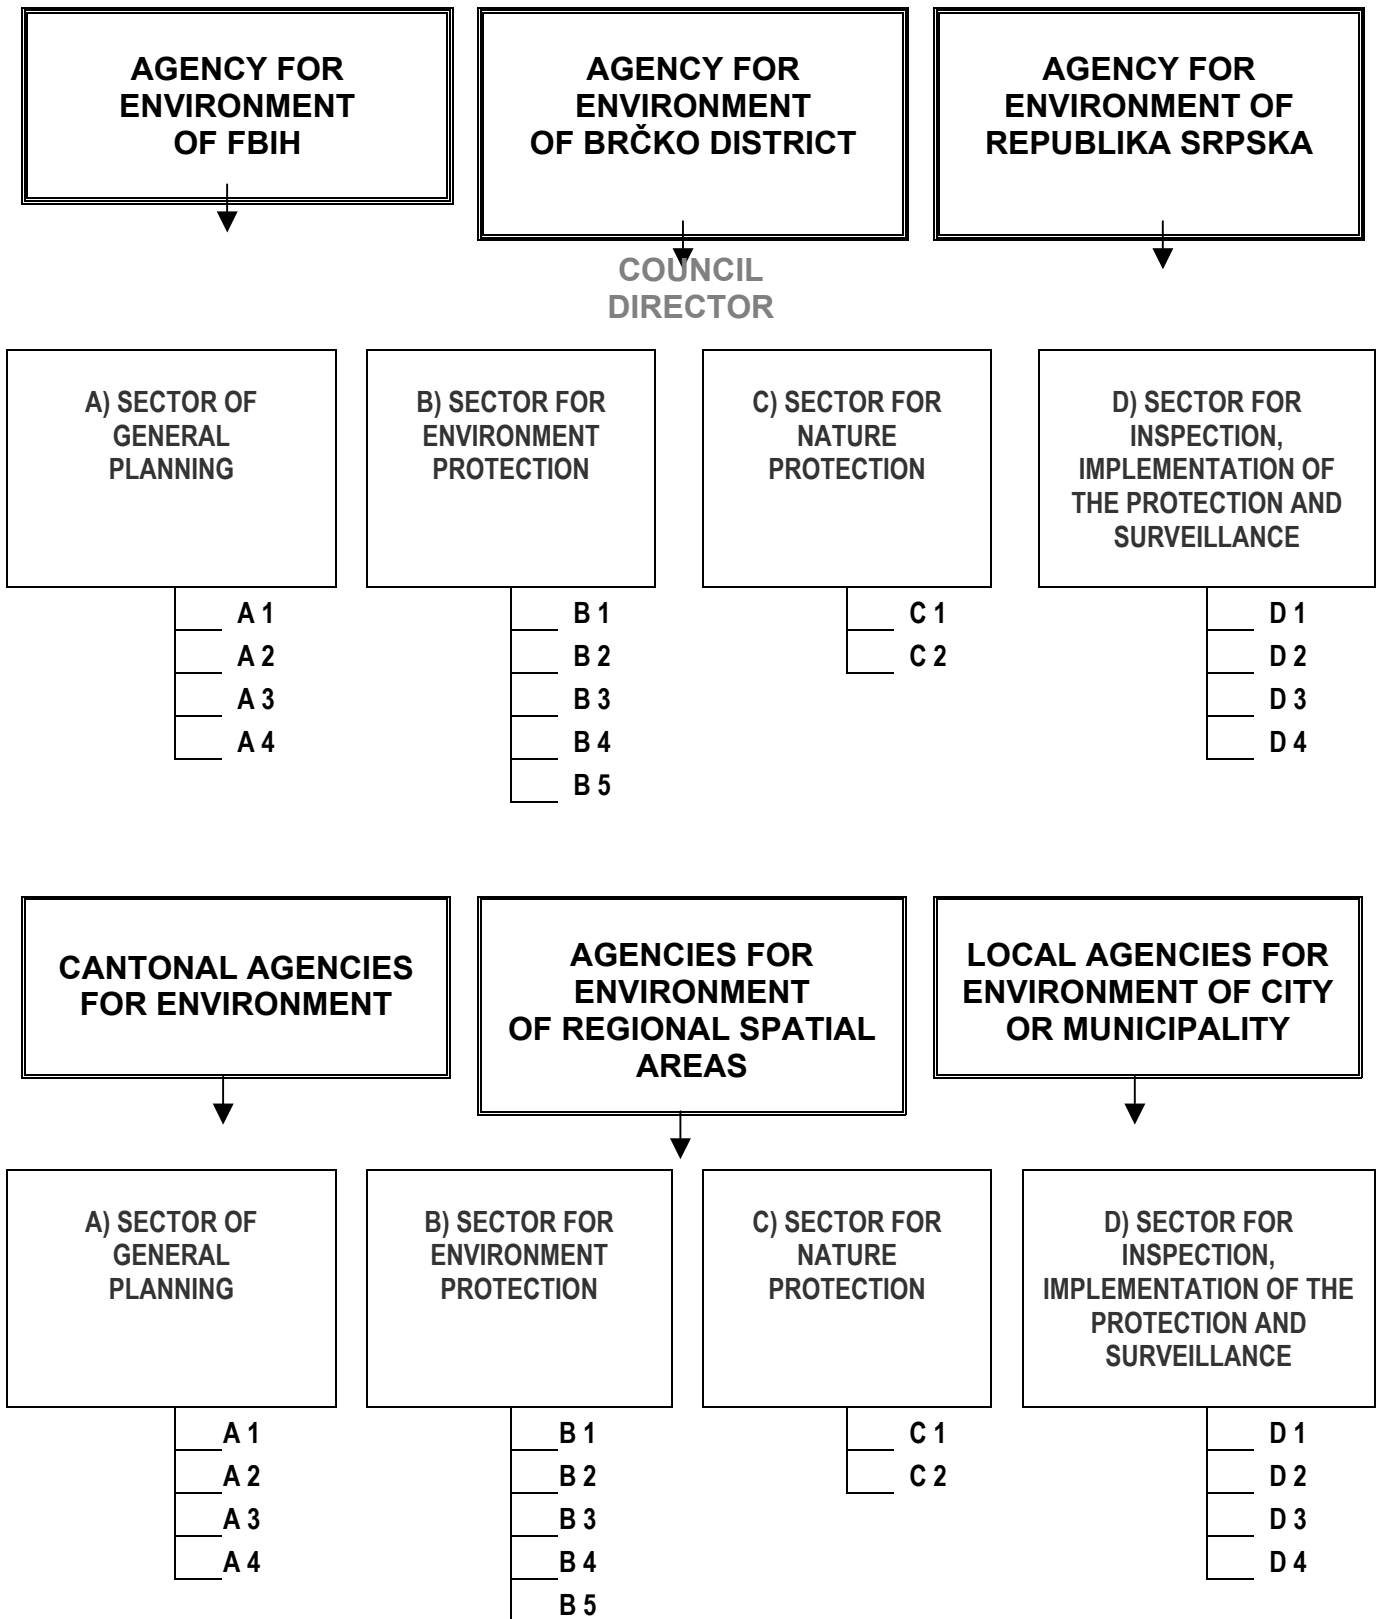 AGENCY FOR
ENVIRONMENT
OF FBIH
AGENCY FOR
ENVIRONMENT
OF BRČKO DISTRICT
AGENCY FOR
ENVIRONMENT OF
REPUBLIKA SRPSKA
COUNCIL
DIRECTOR
A) SECTOR OF
GENERAL
PLANNING
B) SECTOR FOR
ENVIRONMENT
PROTECTION
C) SECTOR FOR
NATURE
PROTECTION
D) SECTOR FOR
INSPECTION,
IMPLEMENTATION OF
THE PROTECTION AND
SURVEILLANCE
A 1
A 2
A 3
A 4
B 1
B 2
B 3
B 4
B 5
C 1
C 2
D 1
D 2
D 3
D 4
CANTONAL AGENCIES
FOR ENVIRONMENT
AGENCIES FOR
ENVIRONMENT
OF REGIONAL SPATIAL
AREAS
LOCAL AGENCIES FOR
ENVIRONMENT OF CITY
OR MUNICIPALITY
A) SECTOR OF
GENERAL
PLANNING
B) SECTOR FOR
ENVIRONMENT
PROTECTION
C) SECTOR FOR
NATURE
PROTECTION
D) SECTOR FOR
INSPECTION,
IMPLEMENTATION OF THE
PROTECTION AND
SURVEILLANCE
A 1
A 2
A 3
A 4
B 1
B 2
B 3
B 4
B 5
C 1
C 2
D 1
D 2
D 3
D 4